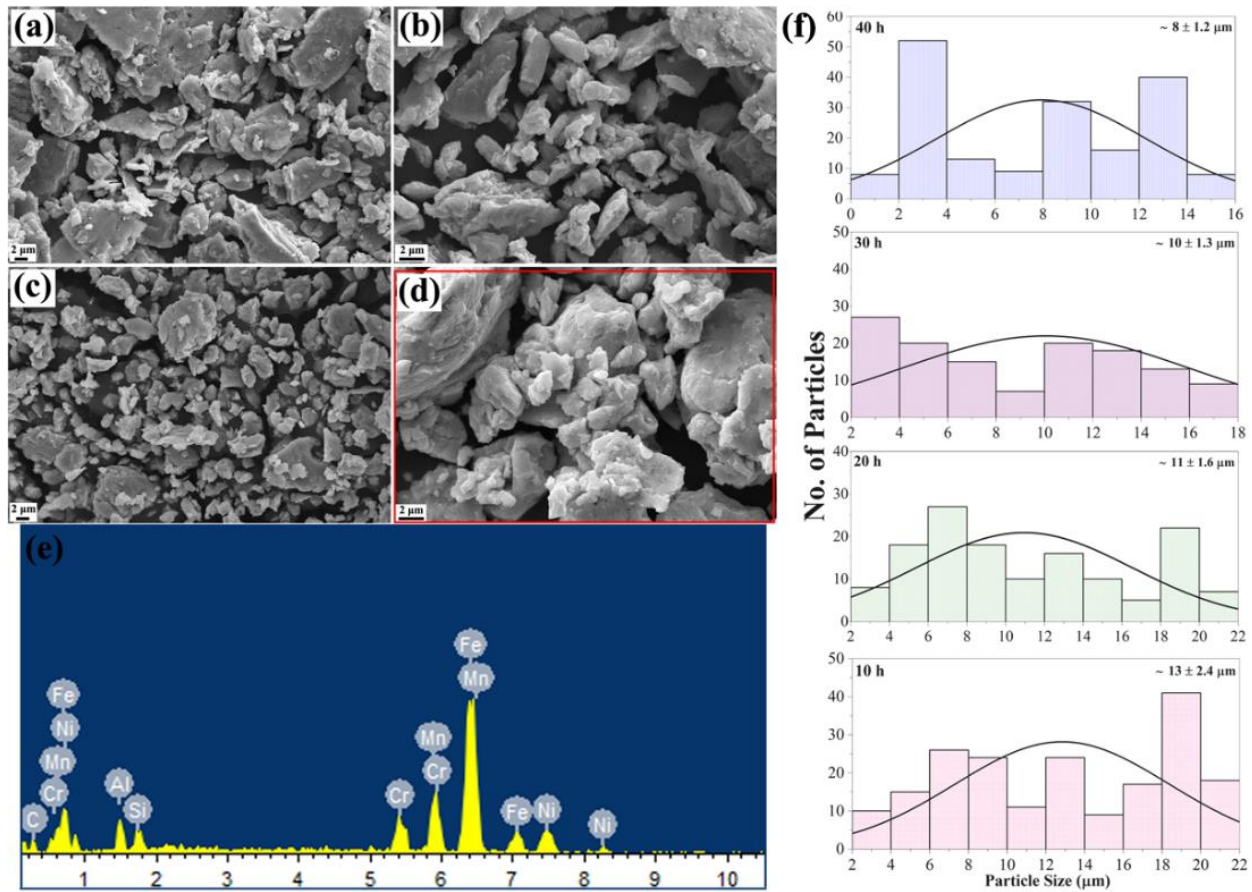 (a)
2 μm
(b)
2 μm
(c)
2 μm
(d)
2 μm
(e)
Fe
Ni
Mn
Cr
C
Al
Si
Cr
Mn
Cr
Fe
Mn
Fe
Ni
Ni
1 2 3 4 5 6 7 8 9 10
(f)
No. of Particles
40 h
~ 8 ± 1.2 μm
60
50
40
30
20
10
0
0 2 4 6 8 10 12 14 16
30 h
~ 10 ± 1.3 μm
50
40
30
20
10
0
2 4 6 8 10 12 14 16 18
20 h
~ 11 ± 1.6 μm
40
30
20
10
0
2 4 6 8 10 12 14 16 18 20 22
10 h
~ 13 ± 2.4 μm
50
40
30
20
10
0
2 4 6 8 10 12 14 16 18 20 22
Particle Size (μm)